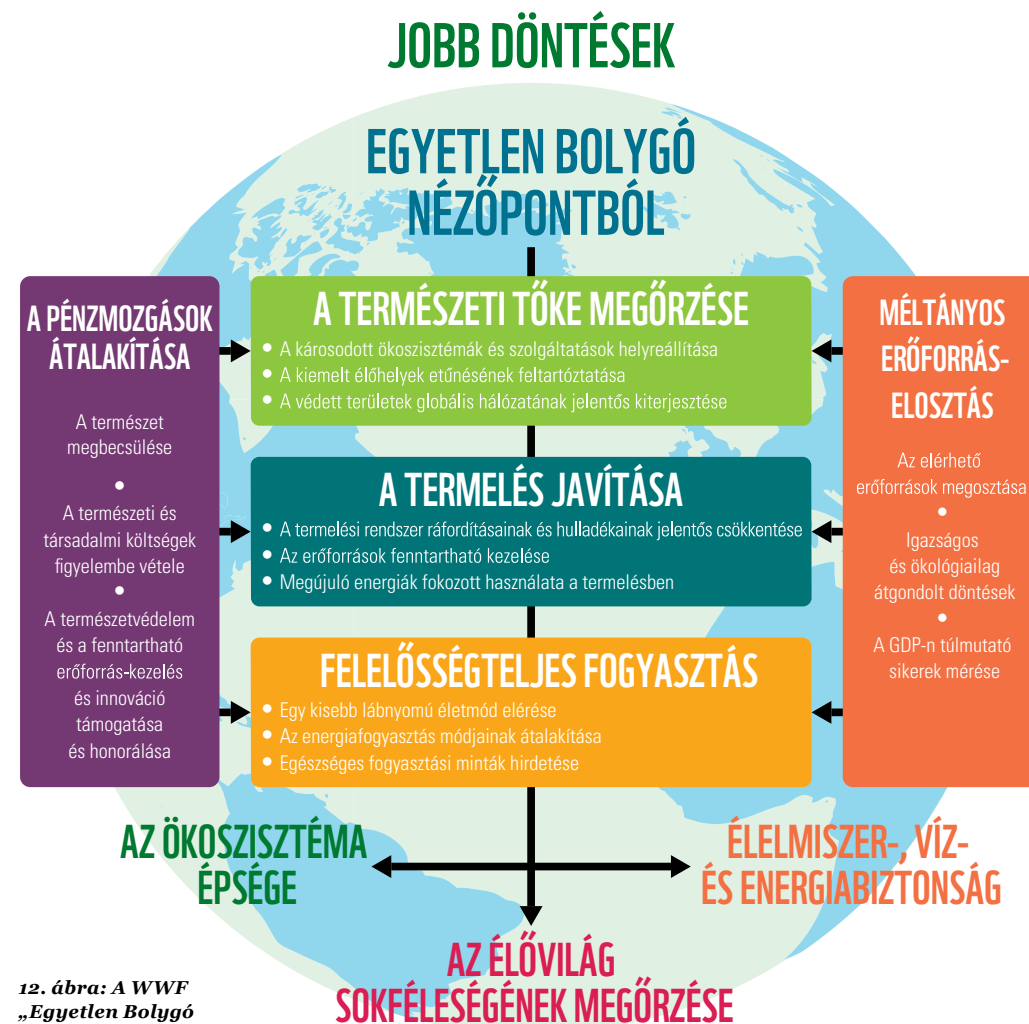 JOBB DÖNTÉSEK
EGYETLEN BOLYGÓ
NÉZŐPONTBÓL
A PÉNZMOZGÁSOK
ÁTALAKÍTÁSA
A természet
megbecsülése
•
A természeti és
társadalmi költségek
figyelembe vétele
•
A természetvédelem
és a fenntartható
erőforrás-kezelés
és innováció
támogatása
és honorálása
A TERMÉSZETI TŐKE MEGŐRZÉSE
• A károsodott ökoszisztémák és szolgáltatások helyreállítása
• A kiemelt élőhelyek etűnésének feltartóztatása
• A védett területek globális hálózatának jelentős kiterjesztése
A TERMELÉS JAVÍTÁSA
• A termelési rendszer ráfordításainak és hulladékainak jelentős csökkentése
• Az erőforrások fenntartható kezelése
• Megújuló energiák fokozott használata a termelésben
FELELŐSSÉGTELJES FOGYASZTÁS
• Egy kisebb lábnyomú életmód elérése
• Az energiafogyasztás módjainak átalakítása
• Egészséges fogyasztási minták hirdetése
MÉLTÁNYOS
ERŐFORRÁS-
ELOSZTÁS
Az elérhető
erőforrások megosztása
•
Igazságos
és ökológiailag
átgondolt döntések
•
A GDP-n túlmutató
sikerek mérése
AZ ÖKOSZISZTÉMA
ÉPSÉGE
ÉLELMISZER-, VÍZ-
ÉS ENERGIABIZTONSÁG
AZ ÉLŐVILÁG
SOKFÉLESÉGÉNEK MEGŐRZÉSE
12. ábra: A WWF
„Egyetlen Bolygó